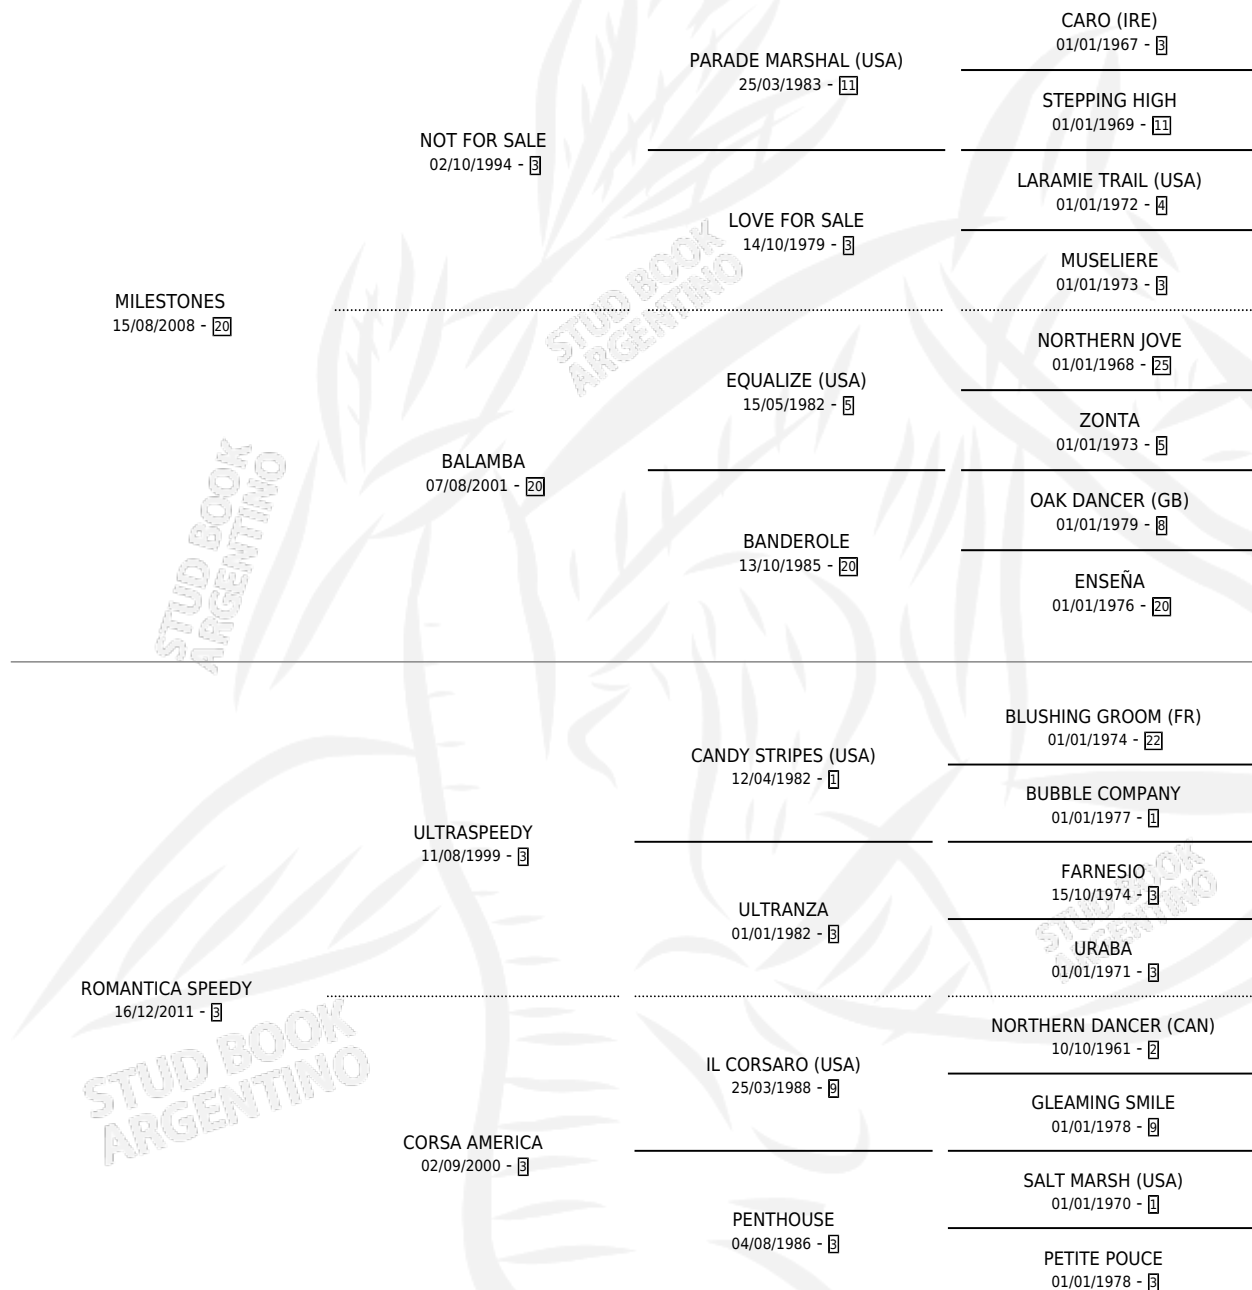 CARO (IRE)
01/01/1967 - 3
PARADE MARSHAL (USA)
25/03/1983 - 11
STEPPING HIGH
01/01/1969 - 11
NOT FOR SALE
02/10/1994 - 3
LARAMIE TRAIL (USA)
01/01/1972 - 4
LOVE FOR SALE
14/10/1979 - 3
MUSELIERE
01/01/1973 - 3
MILESTONES
15/08/2008 - 20
NORTHERN JOVE
01/01/1968 - 25
EQUALIZE (USA)
15/05/1982 - 5
ZONTA
01/01/1973 - 5
BALAMBA
07/08/2001 - 20
OAK DANCER (GB)
01/01/1979 - 8
BANDEROLE
13/10/1985 - 20
ENSEÑA
01/01/1976 - 20
BLUSHING GROOM (FR)
01/01/1974 - 22
CANDY STRIPES (USA)
12/04/1982 - 1
BUBBLE COMPANY
01/01/1977 - 1
ULTRASPEEDY
11/08/1999 - 3
FARNESIO
15/10/1974 - 3
ULTRANZA
01/01/1982 - 3
URABA
01/01/1971 - 3
ROMANTICA SPEEDY
16/12/2011 - 3
NORTHERN DANCER (CAN)
10/10/1961 - 2
IL CORSARO (USA)
25/03/1988 - 9
GLEAMING SMILE
01/01/1978 - 9
CORSA AMERICA
02/09/2000 - 3
SALT MARSH (USA)
01/01/1970 - 1
PENTHOUSE
04/08/1986 - 3
PETITE POUCE
01/01/1978 - 3
STUD BOOK
ARGENTINO
STUD BOOK
ARGENTINO
STUD BOOK
ARGENTINO
STUD BOOK
ARGENTINO